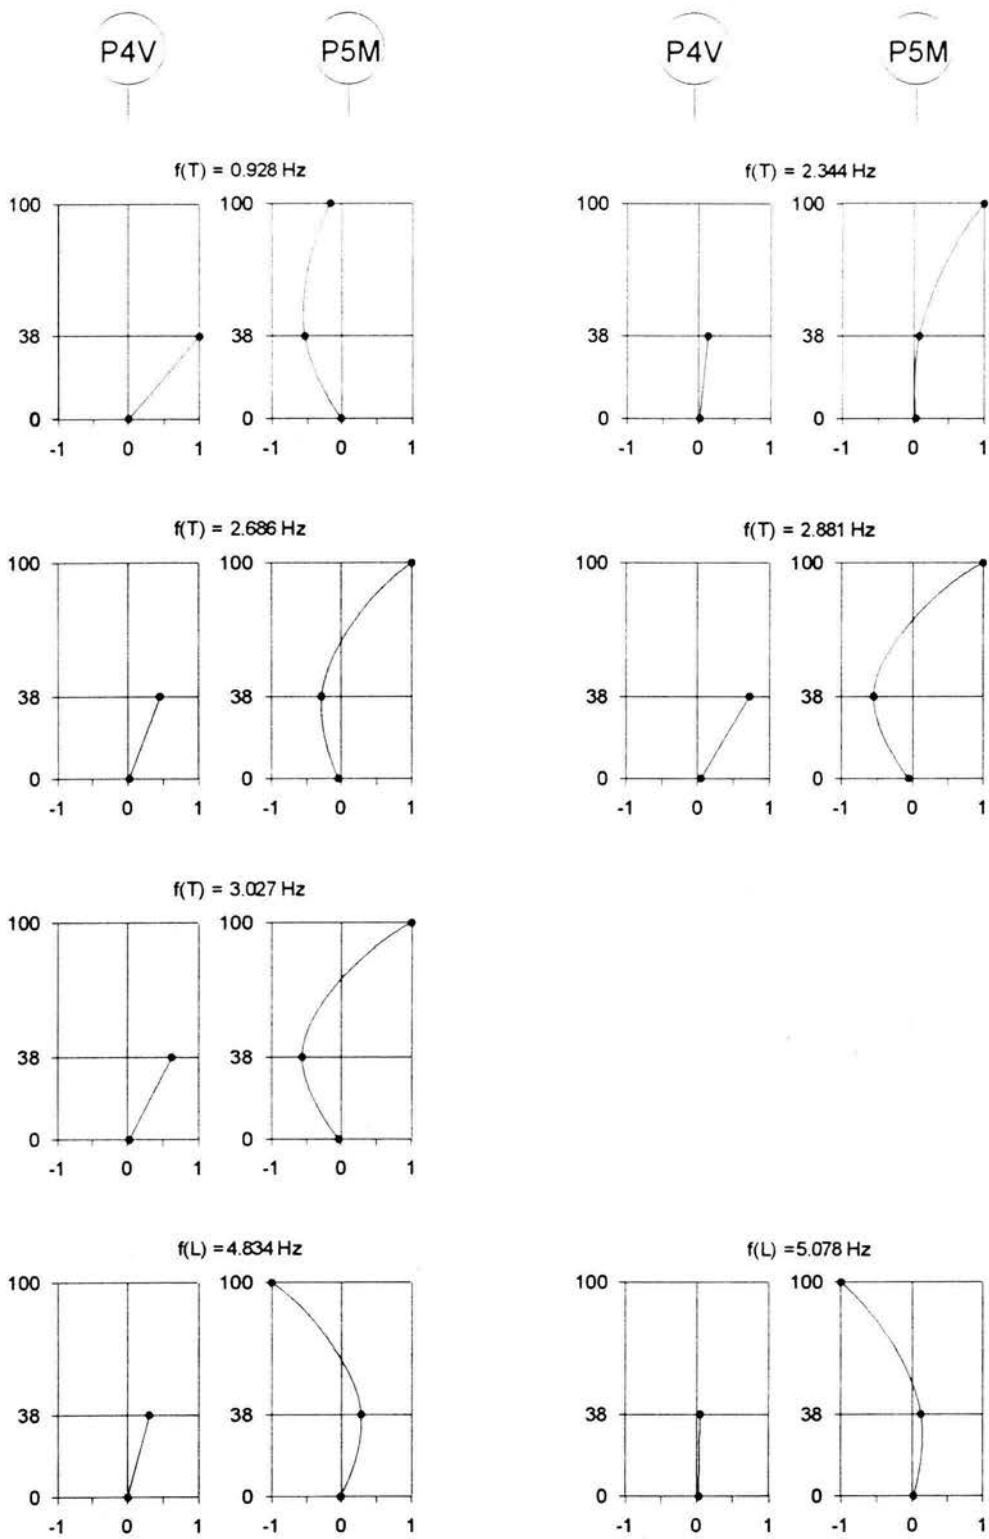 P4V P5M P4V P5M
f(T) = 0.928 Hz f(T) = 2.344 Hz
100 100 100 100
38 38 38 38
0 0 0 0
-1 0 1 -1 0 1 -1 0 1 -1 0 1
f(T) = 2.686 Hz f(T) = 2.881 Hz
100 100 100 100
38 38 38 38
0 0 0 0
-1 0 1 -1 0 1 -1 0 1 -1 0 1
f(T) = 3.027 Hz
100 100
38 38
0 0
-1 0 1 -1 0 1
f(L) =4.834 Hz f(L) =5.078 Hz
100 100 100 100
38 38 38 38
0 0 0 0
-1 0 1 -1 0 1 -1 0 1 -1 0 1